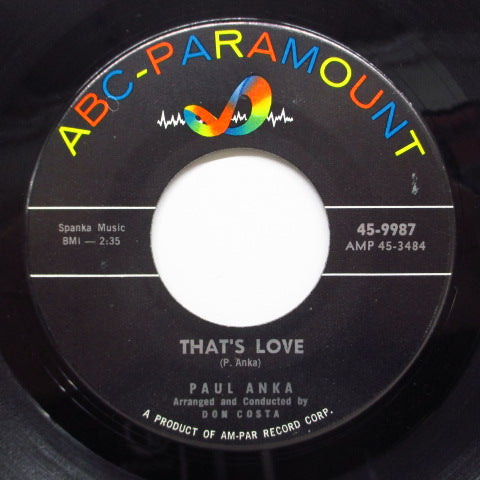 ABC-PARAMOUNT
Spanka Music
BMI — 2:35
45-9987
AMP 45-3484
THAT'S LOVE
(P. Anka)
PAUL ANKA
Arranged and Conducted by
DON COSTA
A PRODUCT OF AM-PAR RECORD CORP.